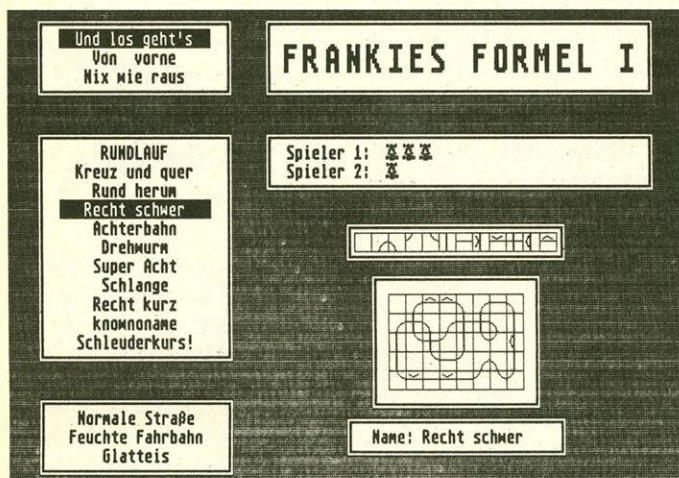 Und los geht's
Von vorne
Nix wie raus
FRANKIES FORMEL I
RUNDLAUF
Kreuz und quer
Rund herum
Recht schwer
Achterbahn
Drehwurm
Super Acht
Schlange
Recht kurz
knownoname
Schleuderkurs!
Spieler 1:
Spieler 2:
Normale Straße
Feuchte Fahrbahn
Glatteis
Name: Recht schwer